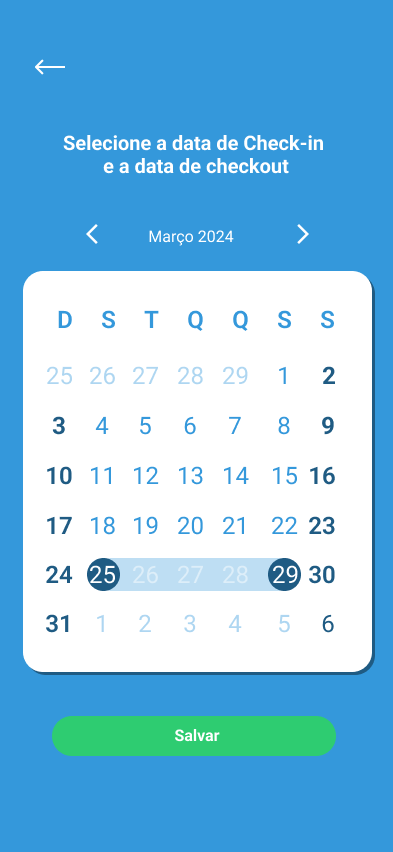 Selecione a data de Check-in
e a data de checkout
Março 2024
D S T Q Q S S
25 26 27 28 29 1 2
3 4 5 6 7 8 9
10 11 12 13 14 15 16
17 18 19 20 21 22 23
24 25 26 27 28 29 30
31 1 2 3 4 5 6
Salvar